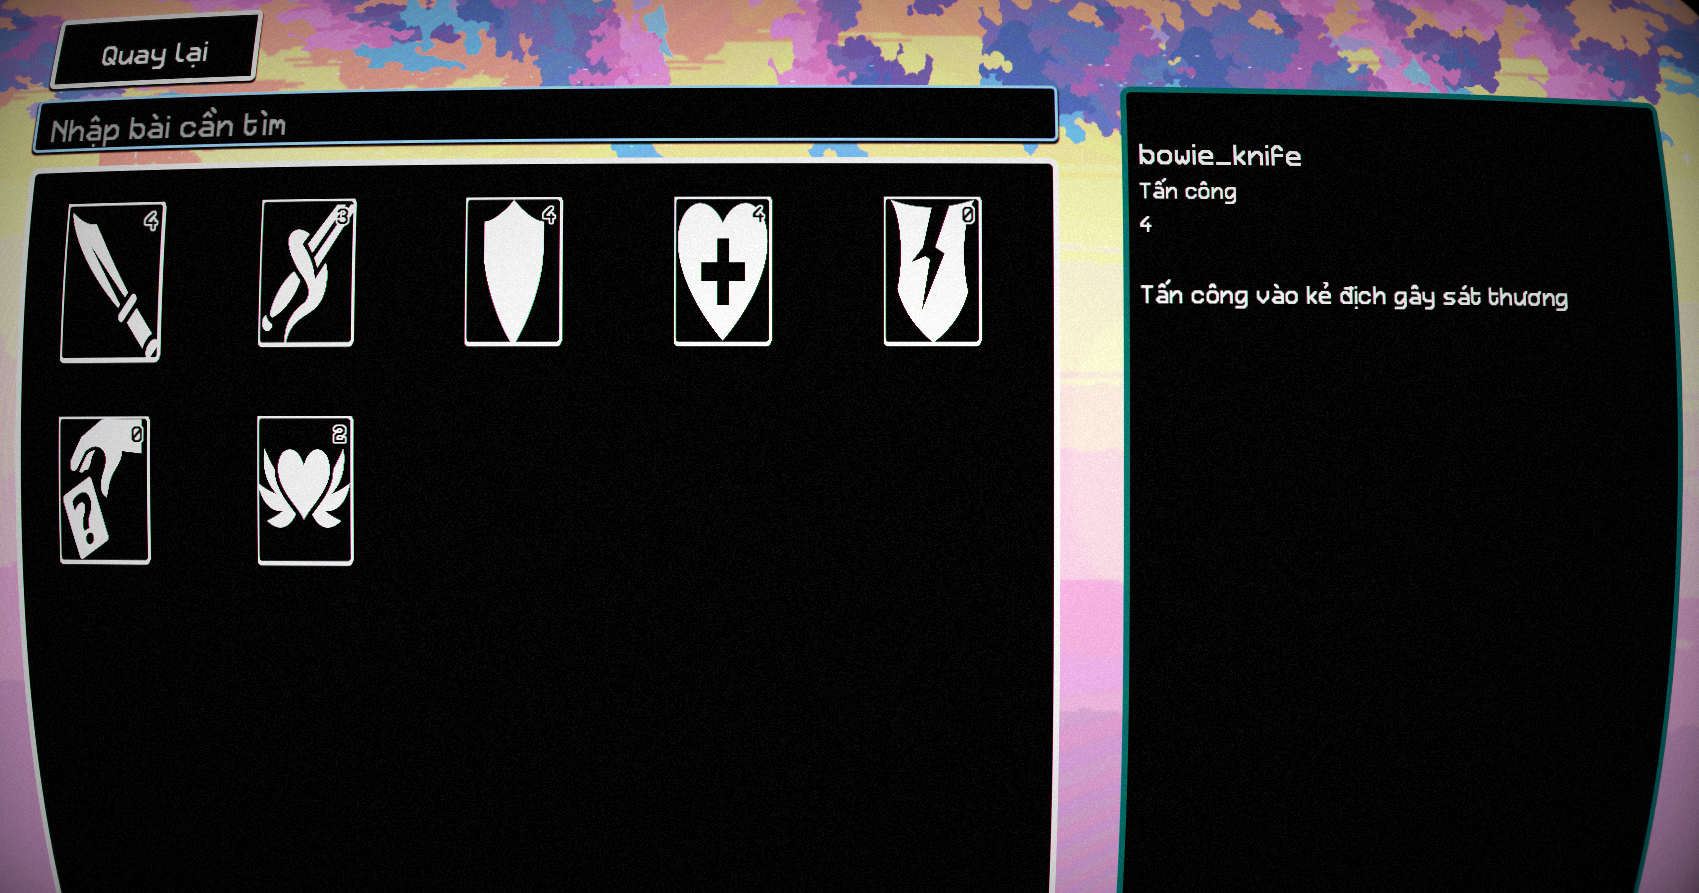 Quay lại
Nhập bài cần tìm
4
3
4
4
0
0
?
2
bowie_knife
Tấn công
4
Tấn công vào kẻ địch gây sát thương